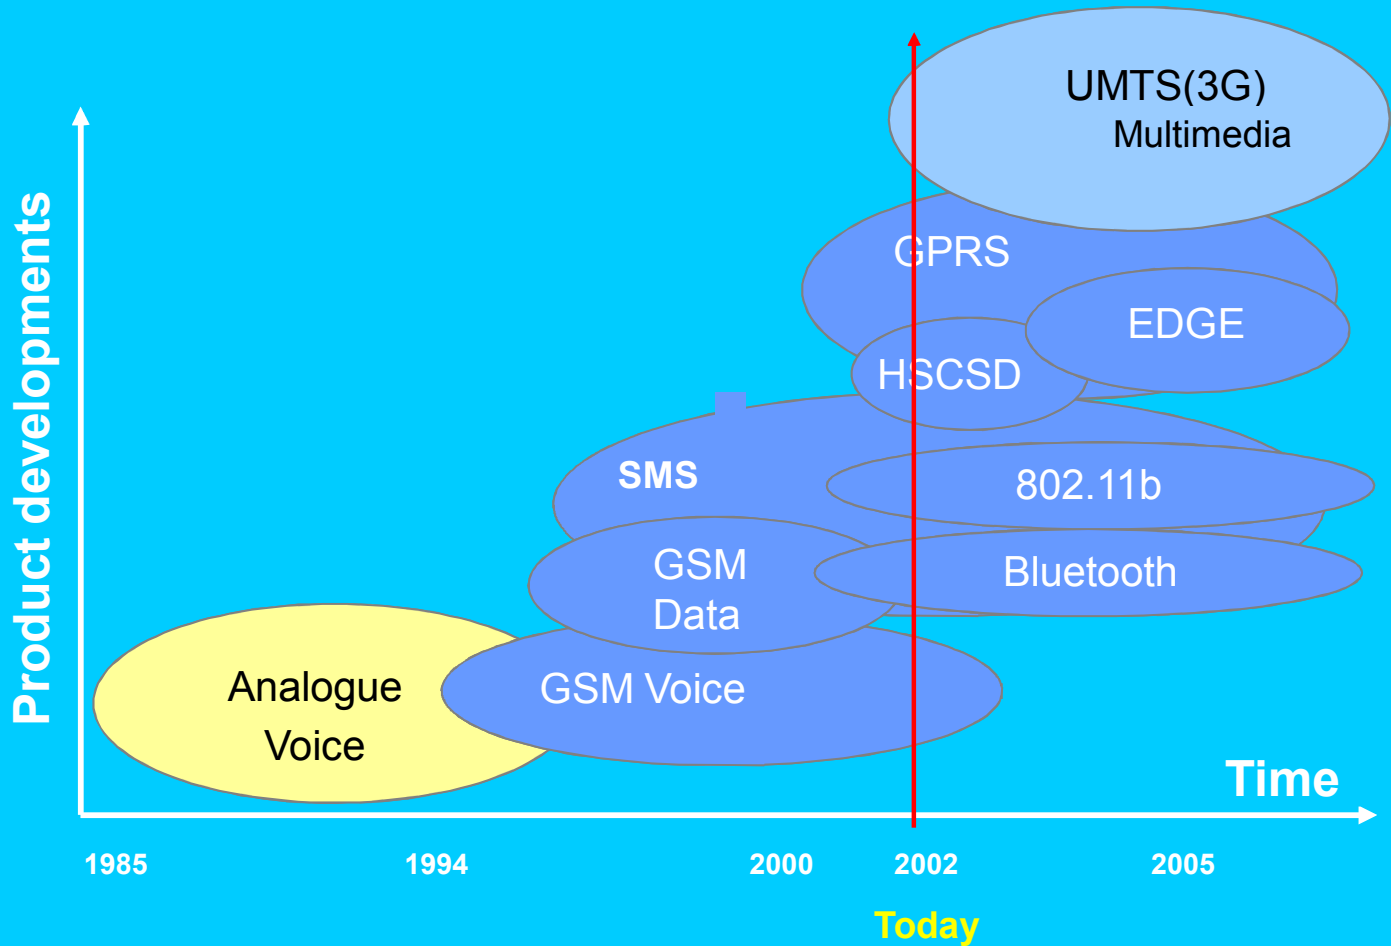 UMTS(3G)
Multimedia
GPRS
EDGE
HSCSD
SMS
802.11b
GSM
Data
Bluetooth
Analogue
Voice
GSM Voice
Product developments
Time
1985 1994 2000 2002 2005
Today